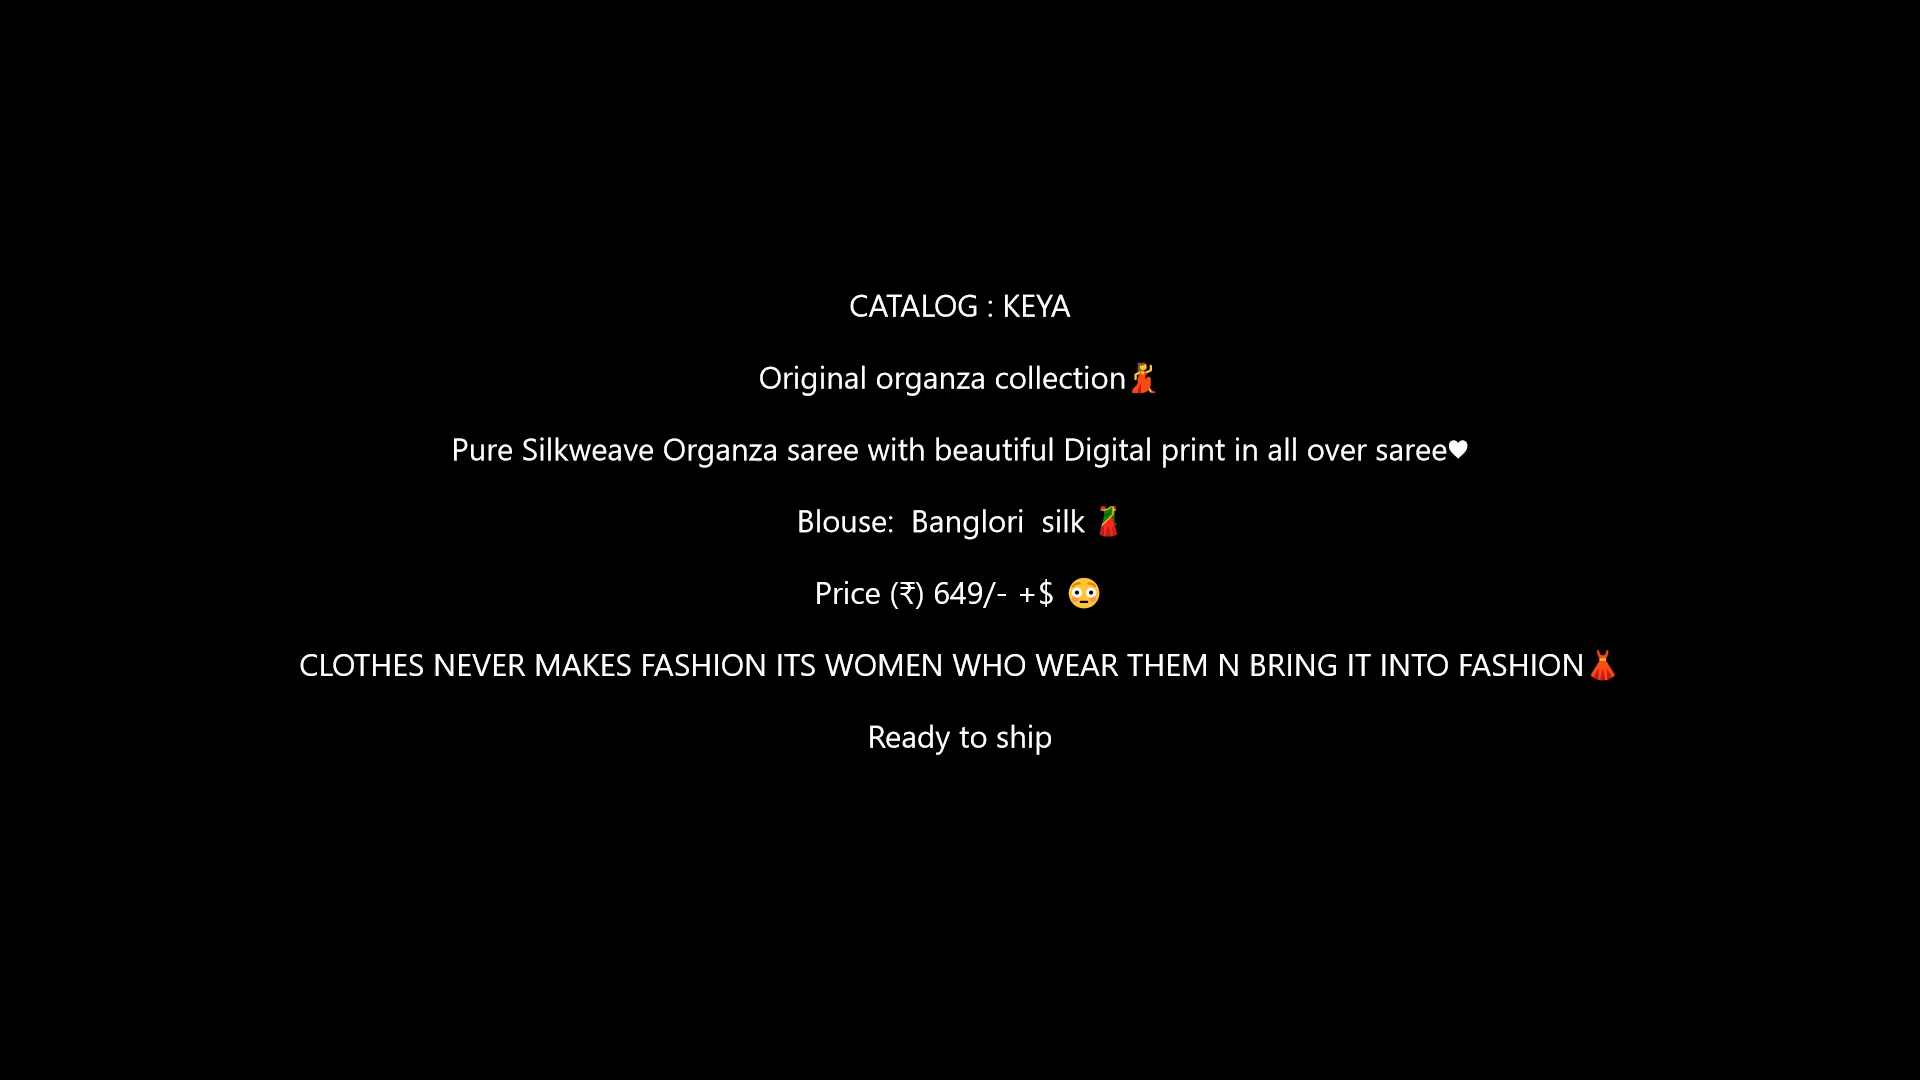 CATALOG : KEYA
Original organza collection💃
Pure Silkweave Organza saree with beautiful Digital print in all over saree♥
Blouse:  Banglori  silk 🥻
Price (₹) 649/- +$ 😳
CLOTHES NEVER MAKES FASHION ITS WOMEN WHO WEAR THEM N BRING IT INTO FASHION👗
Ready to ship